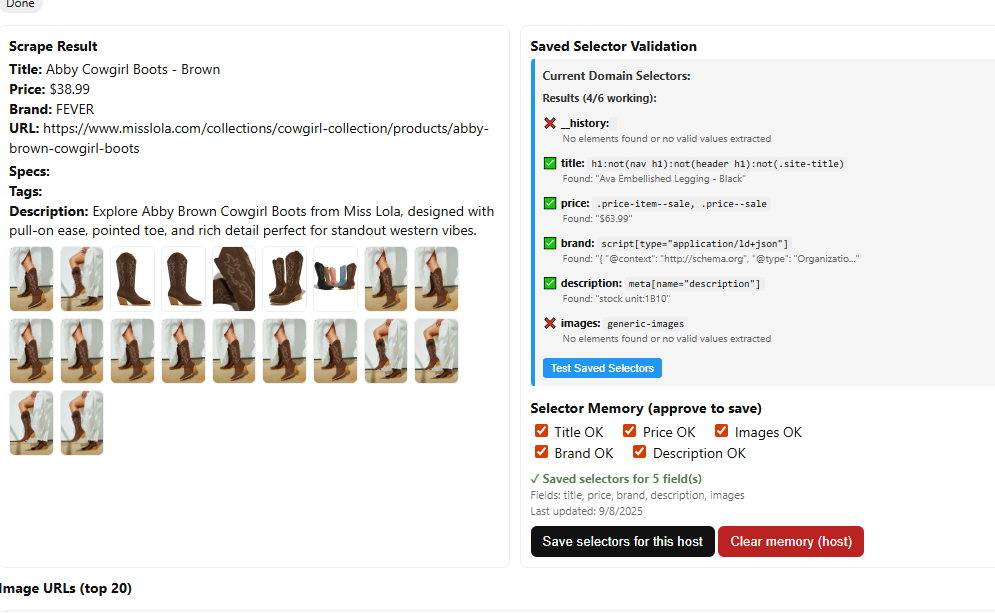 Done
Scrape Result
Title: Abby Cowgirl Boots - Brown
Price: $38.99
Brand: FEVER
URL: https://www.misslola.com/collections/cowgirl-collection/products/abby-
brown-cowgirl-boots
Specs:
Tags:
Description: Explore Abby Brown Cowgirl Boots from Miss Lola, designed with
pull-on ease, pointed toe, and rich detail perfect for standout western vibes.
Saved Selector Validation
Current Domain Selectors:
Results (4/6 working):
❌ __history:
No elements found or no valid values extracted
✅ title: h1:not(nav h1):not(header h1):not(.site-title)
Found: "Ava Embellished Legging - Black"
✅ price: .price-item--sale, .price--sale
Found: "$63.99"
✅ brand: script[type="application/ld+json"]
Found: "{ "@context": "http://schema.org", "@type": "Organizatio..."
✅ description: meta[name="description"]
Found: "stock unit:1B10"
❌ images: generic-images
No elements found or no valid values extracted
Test Saved Selectors
Selector Memory (approve to save)
Title OK Price OK Images OK
Brand OK Description OK
✓ Saved selectors for 5 field(s)
Fields: title, price, brand, description, images
Last updated: 9/8/2025
Save selectors for this host Clear memory (host)
Image URLs (top 20)